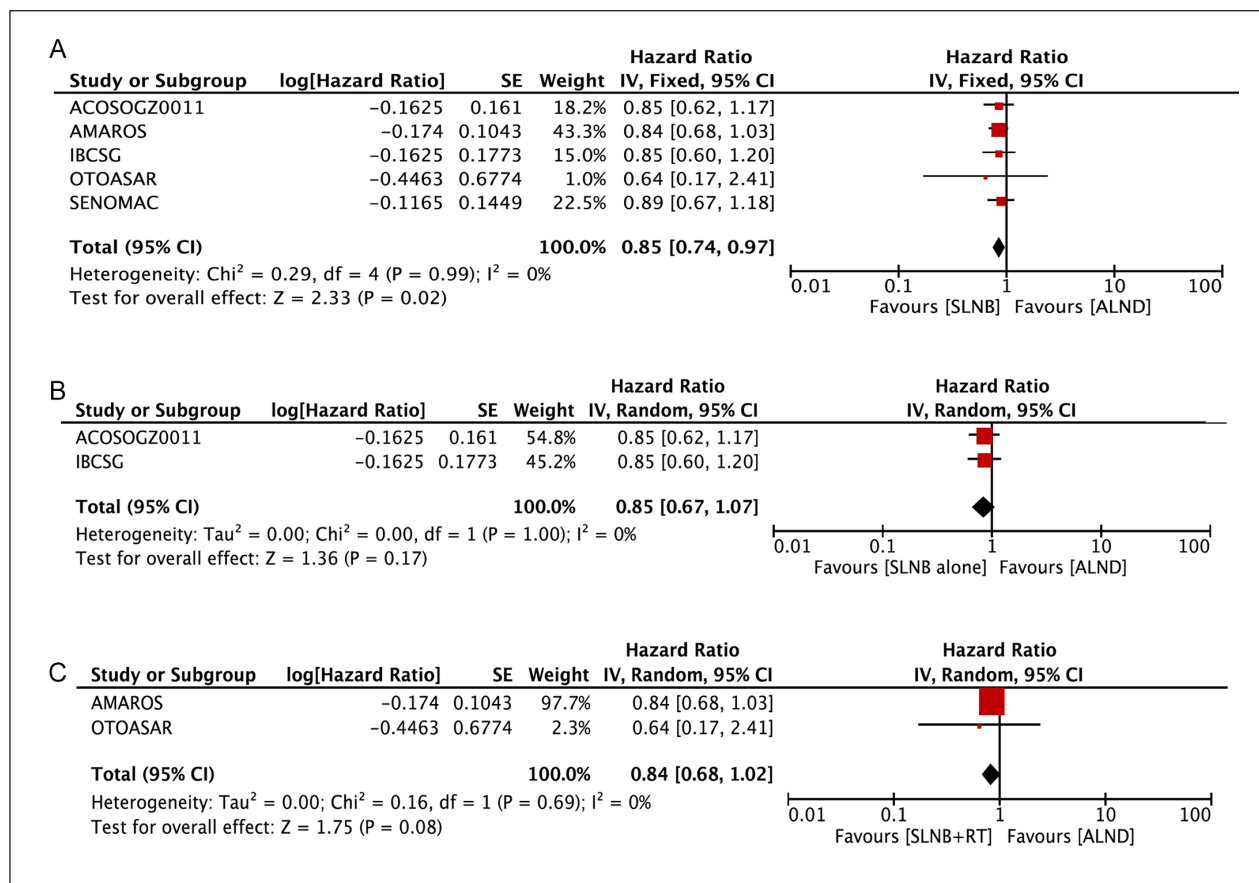 A
Hazard Ratio Hazard Ratio
Study or Subgroup log[Hazard Ratio] SE Weight IV, Fixed, 95% CI IV, Fixed, 95% CI
ACOSOGZ0011 −0.1625 0.161 18.2% 0.85 [0.62, 1.17]
AMAROS −0.174 0.1043 43.3% 0.84 [0.68, 1.03]
IBCSG −0.1625 0.1773 15.0% 0.85 [0.60, 1.20]
OTOASAR −0.4463 0.6774 1.0% 0.64 [0.17, 2.41]
SENOMAC −0.1165 0.1449 22.5% 0.89 [0.67, 1.18]
Total (95% CI) 100.0% 0.85 [0.74, 0.97]
Heterogeneity: Chi² = 0.29, df = 4 (P = 0.99); I² = 0%
Test for overall effect: Z = 2.33 (P = 0.02)
0.01 0.1 1 10 100
Favours [SLNB] Favours [ALND]
B
Hazard Ratio Hazard Ratio
Study or Subgroup log[Hazard Ratio] SE Weight IV, Random, 95% CI IV, Random, 95% CI
ACOSOGZ0011 −0.1625 0.161 54.8% 0.85 [0.62, 1.17]
IBCSG −0.1625 0.1773 45.2% 0.85 [0.60, 1.20]
Total (95% CI) 100.0% 0.85 [0.67, 1.07]
Heterogeneity: Tau² = 0.00; Chi² = 0.00, df = 1 (P = 1.00); I² = 0%
Test for overall effect: Z = 1.36 (P = 0.17)
0.01 0.1 1 10 100
Favours [SLNB alone] Favours [ALND]
C
Hazard Ratio Hazard Ratio
Study or Subgroup log[Hazard Ratio] SE Weight IV, Random, 95% CI IV, Random, 95% CI
AMAROS −0.174 0.1043 97.7% 0.84 [0.68, 1.03]
OTOASAR −0.4463 0.6774 2.3% 0.64 [0.17, 2.41]
Total (95% CI) 100.0% 0.84 [0.68, 1.02]
Heterogeneity: Tau² = 0.00; Chi² = 0.16, df = 1 (P = 0.69); I² = 0%
Test for overall effect: Z = 1.75 (P = 0.08)
0.01 0.1 1 10 100
Favours [SLNB+RT] Favours [ALND]